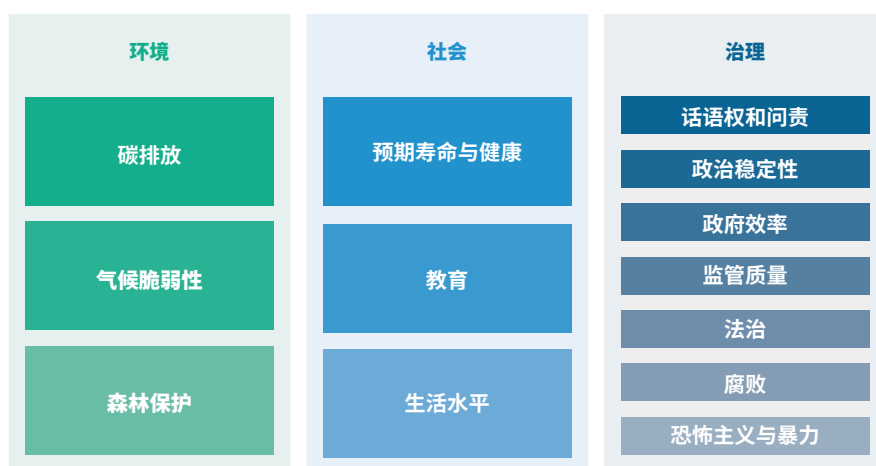 环境
碳排放
气候脆弱性
森林保护
社会
预期寿命与健康
教育
生活水平
治理
话语权和问责
政治稳定性
政府效率
监管质量
法治
腐败
恐怖主义与暴力